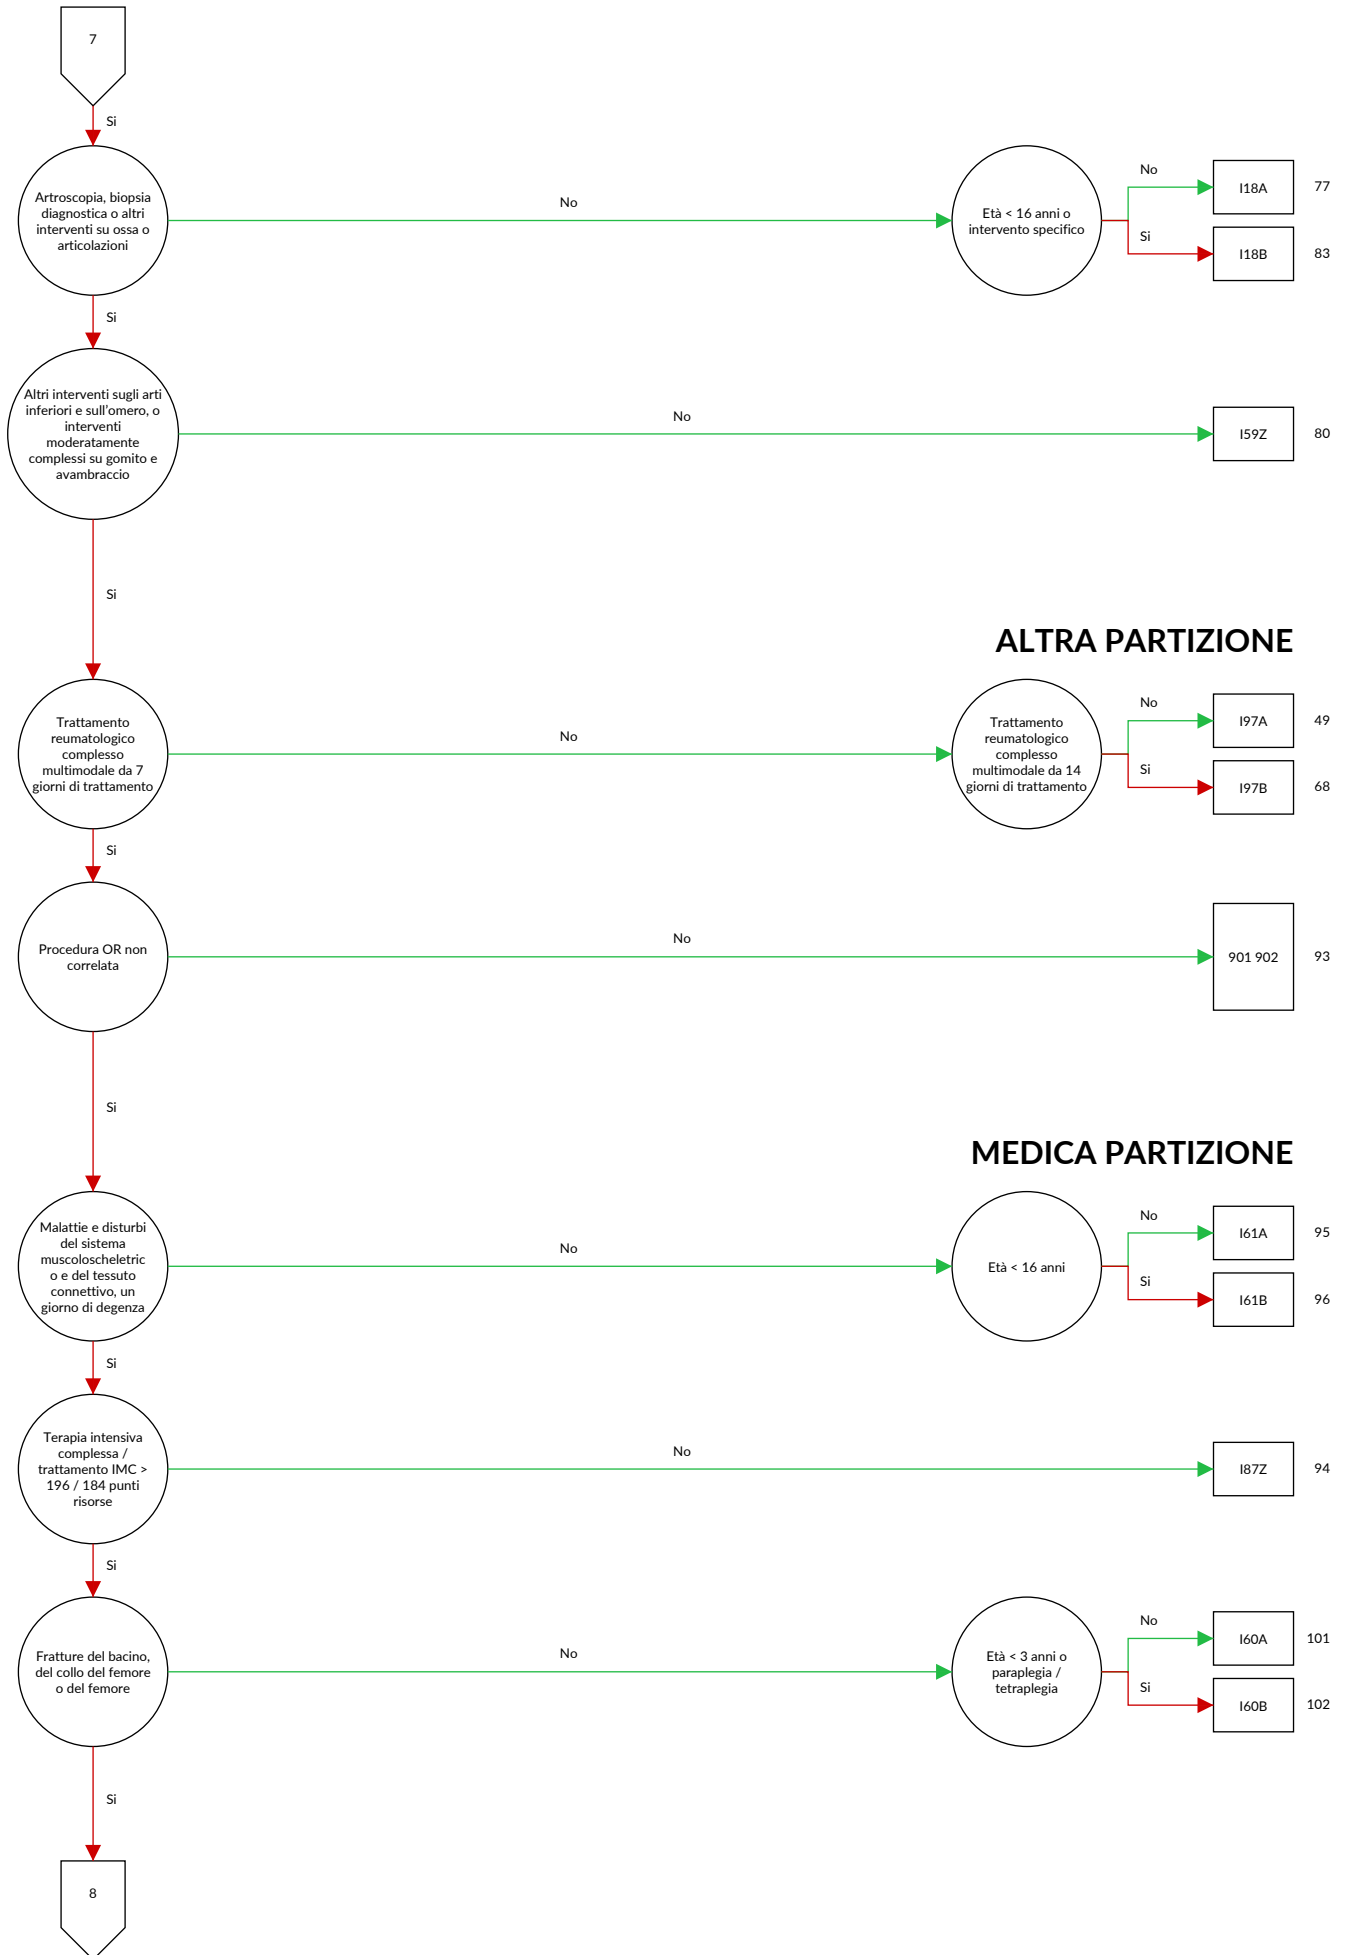 7
Si
Artroscopia, biopsia
diagnostica o altri
interventi su ossa o
articolazioni
No
Età < 16 anni o
intervento specifico
No
I18A
77
Si
I18B
83
Si
Altri interventi sugli arti
inferiori e sull'omero, o
interventi
moderatamente
complessi su gomito e
avambraccio
No
I59Z
80
Si
ALTRA PARTIZIONE
Trattamento
reumatologico
complesso
multimodale da 7
giorni di trattamento
No
Trattamento
reumatologico
complesso
multimodale da 14
giorni di trattamento
No
I97A
49
Si
I97B
68
Si
Procedura OR non
correlata
No
901 902
93
Si
MEDICA PARTIZIONE
Malattie e disturbi
del sistema
muscoloscheletric
o e del tessuto
connettivo, un
giorno di degenza
No
Età < 16 anni
No
I61A
95
Si
I61B
96
Si
Terapia intensiva
complessa /
trattamento IMC >
196 / 184 punti
risorse
No
I87Z
94
Si
Fratture del bacino,
del collo del femore
o del femore
No
Età < 3 anni o
paraplegia /
tetraplegia
No
I60A
101
Si
I60B
102
Si
8